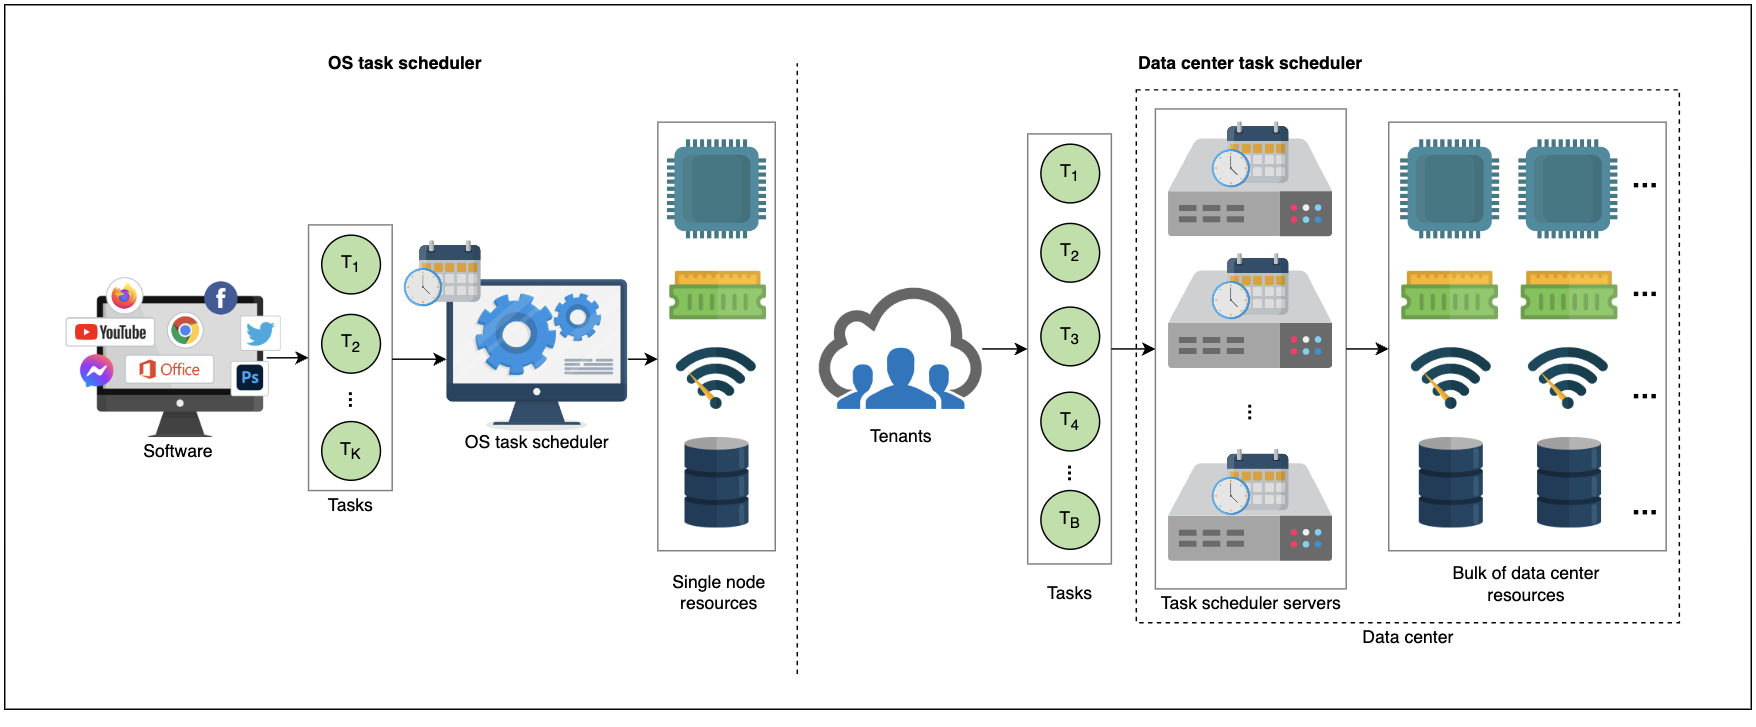 OS task scheduler
YouTube
Office
Ps
Software
T1
T2
TK
Tasks
OS task scheduler
Single node
resources
Data center task scheduler
Tenants
T1
T2
T3
T4
TB
Tasks
Task scheduler servers
Bulk of data center
resources
Data center